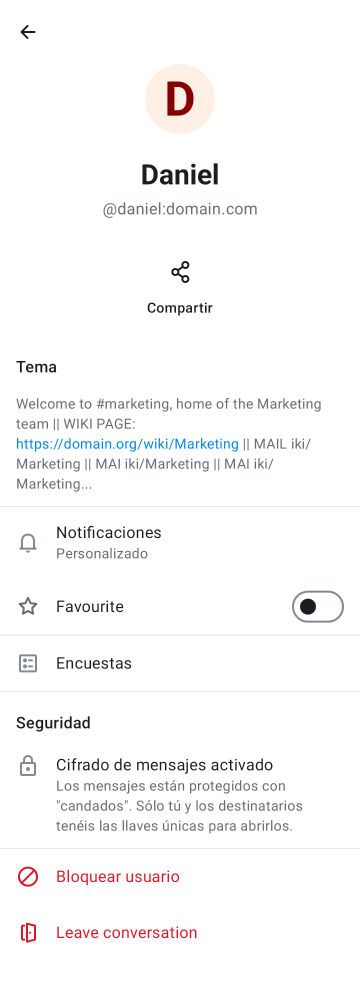 D
Daniel
@daniel:domain.com
Compartir
Tema
Welcome to #marketing, home of the Marketing
team || WIKI PAGE:
https://domain.org/wiki/Marketing || MAIL iki/
Marketing || MAI iki/Marketing || MAI iki/
Marketing...
Notificaciones
Personalizado
Favourite
Encuestas
Seguridad
Cifrado de mensajes activado
Los mensajes están protegidos con
"candados". Sólo tú y los destinatarios
tenéis las llaves únicas para abrirlos.
Bloquear usuario
Leave conversation